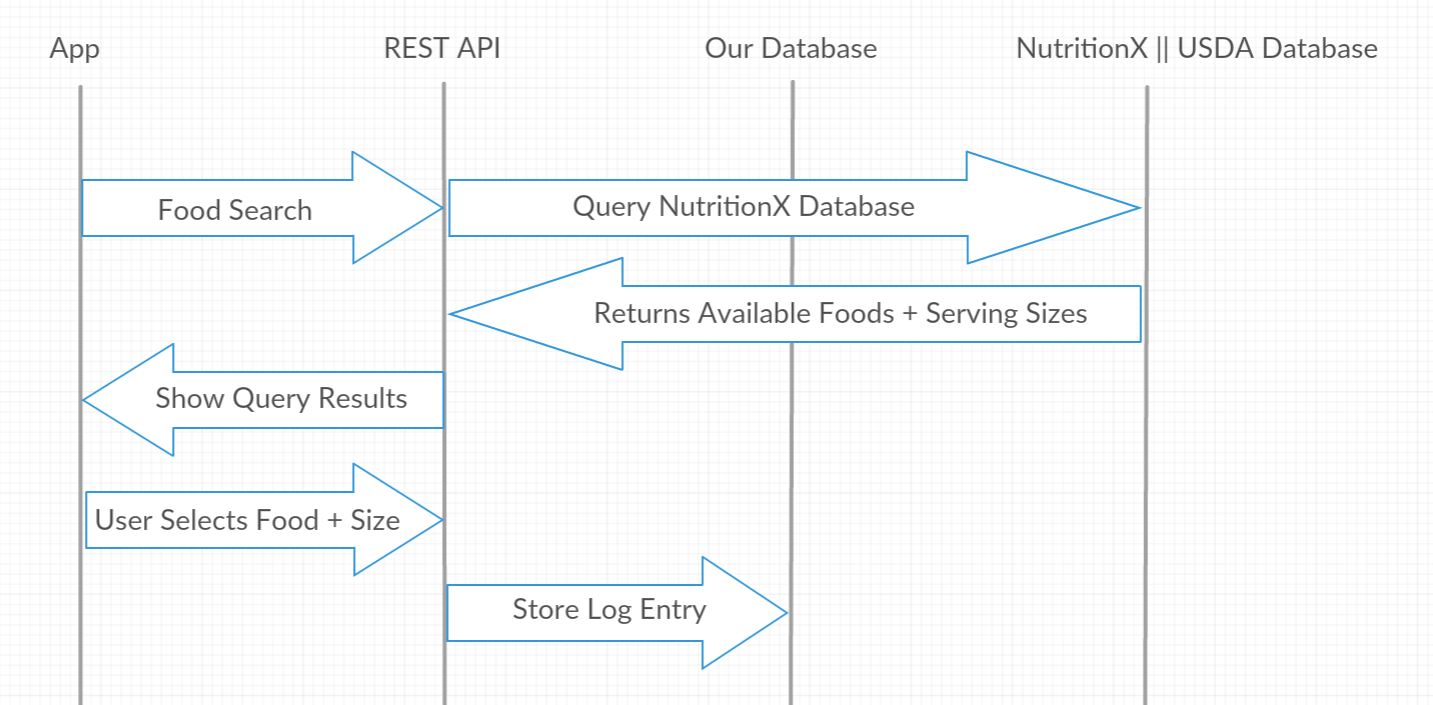 App
REST API
Our Database
NutritionX || USDA Database
Food Search
Query NutritionX Database
Returns Available Foods + Serving Sizes
Show Query Results
User Selects Food + Size
Store Log Entry